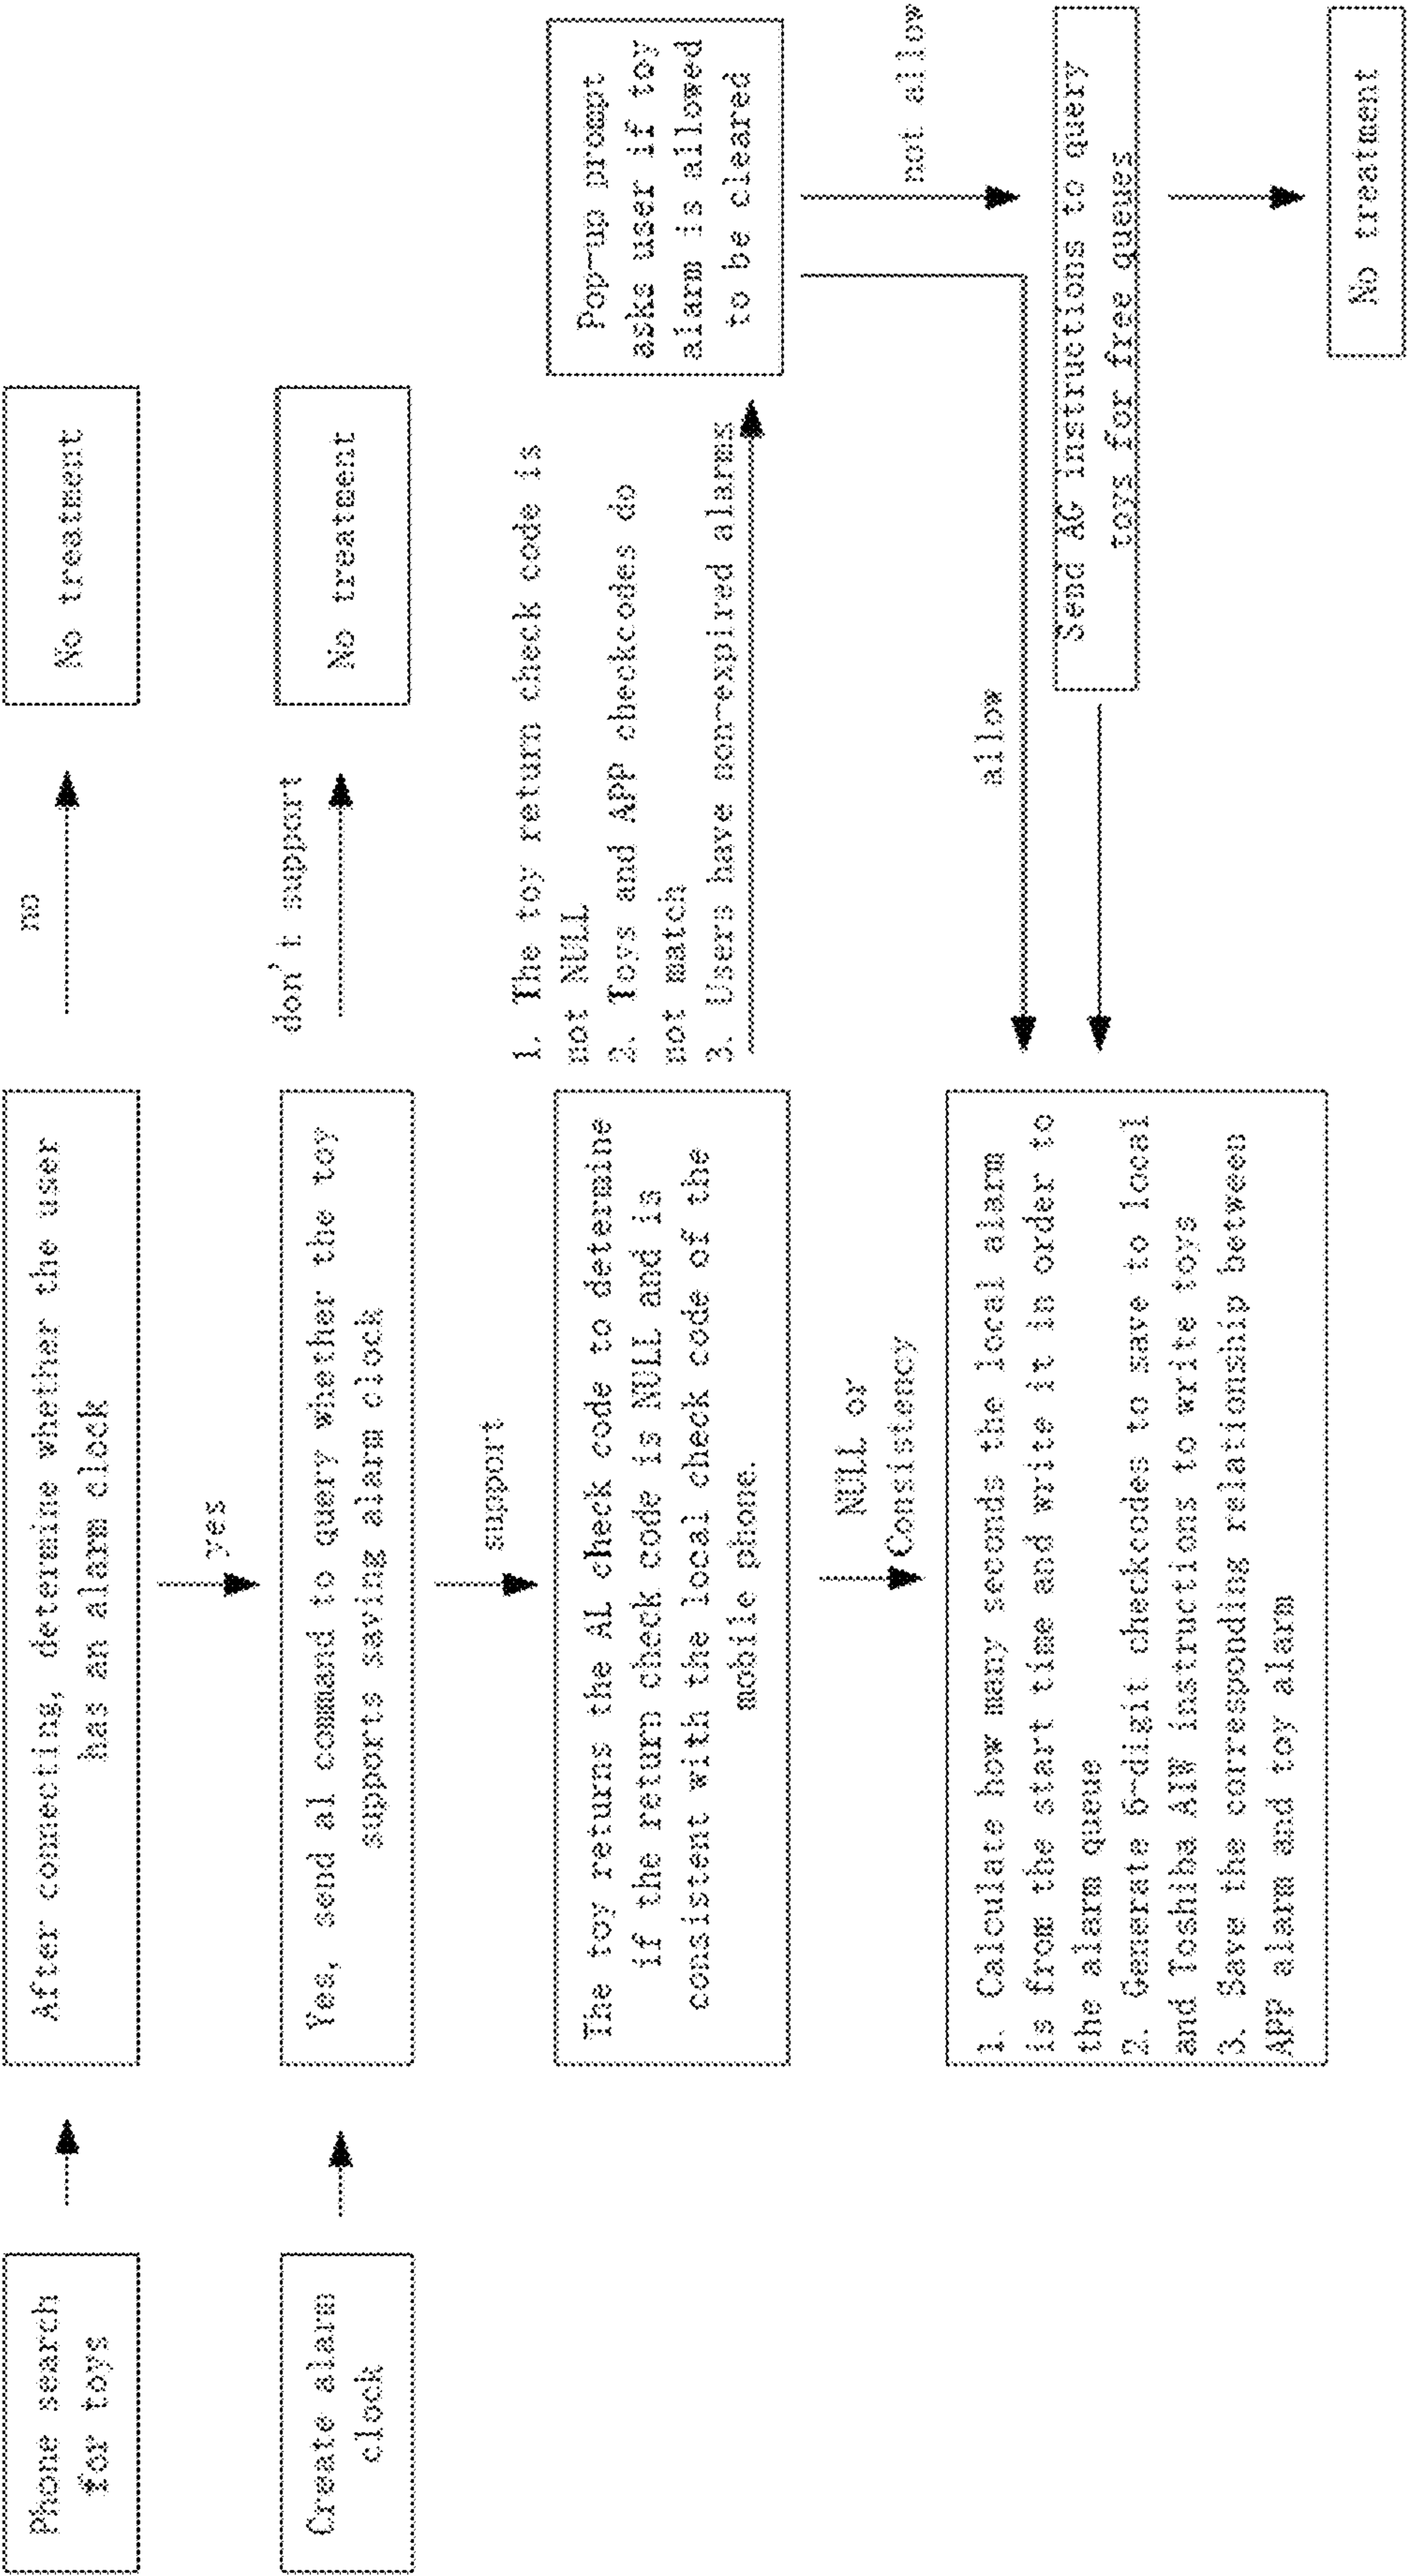 Phone search
for toys
After connecting, determine whether the user
has an alarm clock
no
No treatment
yes
Create alarm
clock
Yes, send al command to query whether the toy
supports saving alarm clock
don't support
No treatment
support
The toy returns the AL check code to determine
if the return check code is NULL and is
consistent with the local check code of the
mobile phone.
1. The toy return check code is
not NULL
2. Toys and APP checkcodes do
not match
3. Users have non-expired alarms
Pop-up prompt
asks user if toy
alarm is allowed
to be cleared
NULL or
Consistency
allow
not allow
1. Calculate how many seconds the local alarm
is from the start time and write it in order to
the alarm queue
2. Generate 6-digit checkcodes to save to local
and Toshiba AIW instructions to write toys
3. Save the corresponding relationship between
APP alarm and toy alarm
Send AG instructions to query
toys for free queues
No treatment